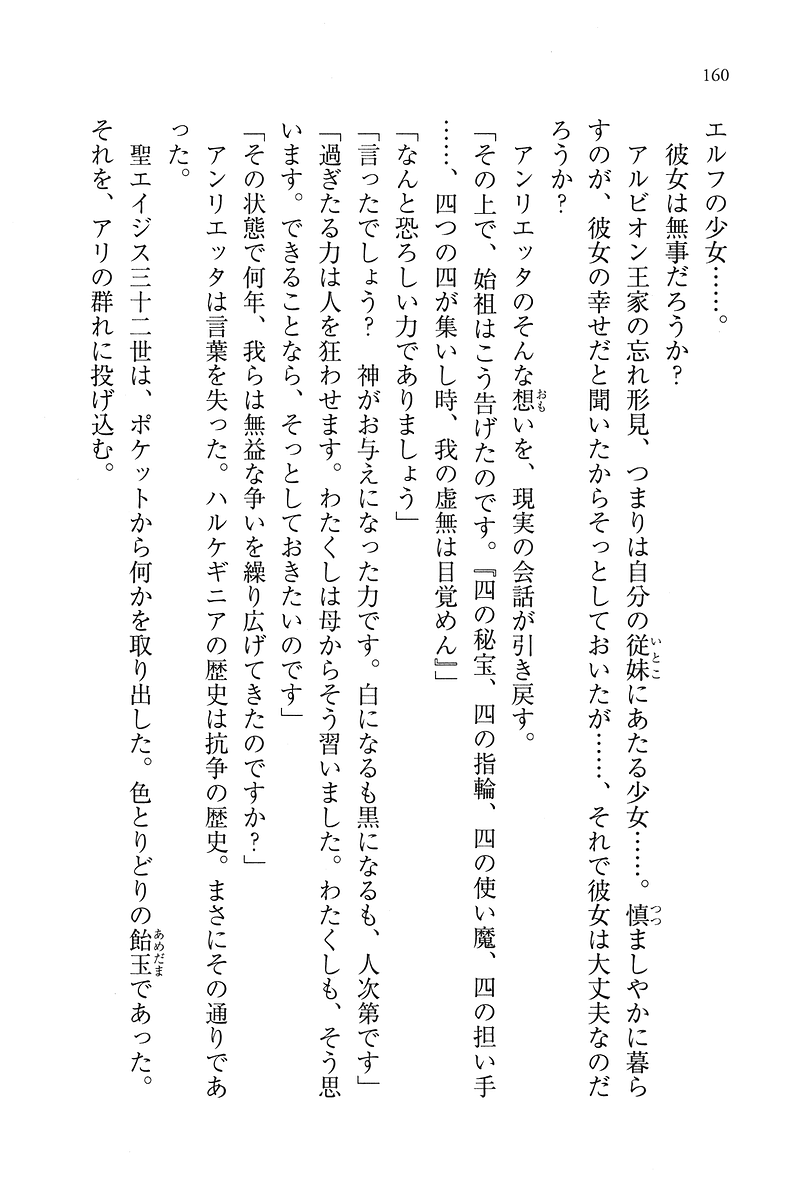 160
エルフの少女……。
　彼女は無事だろうか？
　アルビオン王家の忘れ形見、つまりは自分の従妹にあたる少女……。慎ましやかに暮ら
すのが、彼女の幸せだと聞いたからそっとしておいたが……、それで彼女は大丈夫なのだ
ろうか？
　アンリエッタのそんな想いを、現実の会話が引き戻す。
「その上で、始祖はこう告げたのです。『四の秘宝、四の指輪、四の使い魔、四の担い手
……、四つの四が集いし時、我の虚無は目覚めん』」
「なんと恐ろしい力でありましょう」
「言ったでしょう？　神がお与えになった力です。白になるも黒になるも、人次第です」
「過ぎたる力は人を狂わせます。わたくしは母からそう習いました。わたくしも、そう思
います。できることなら、そっとしておきたいのです」
「その状態で何年、我らは無益な争いを繰り広げてきたのですか？」
　アンリエッタは言葉を失った。ハルケギニアの歴史は抗争の歴史。まさにその通りであ
った。
　聖エイジス三十二世は、ポケットから何かを取り出した。色とりどりの飴玉であった。
それを、アリの群れに投げ込む。